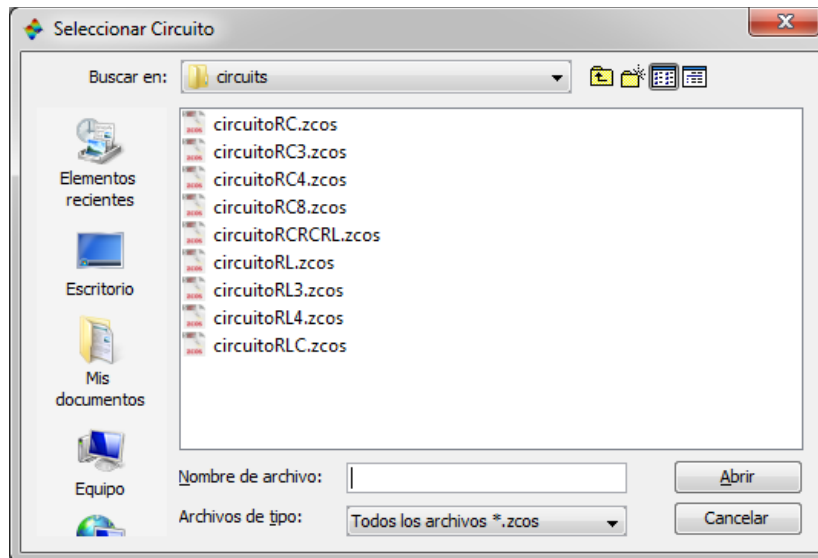 Seleccionar Circuito
Buscar en:
circuits
Elementos
recientes
Escritorio
Mis
documentos
Equipo
circuitoRC.zcos
circuitoRC3.zcos
circuitoRC4.zcos
circuitoRC8.zcos
circuitoRCRCRL.zcos
circuitoRL.zcos
circuitoRL3.zcos
circuitoRL4.zcos
circuitoRLC.zcos
Nombre de archivo:
Abrir
Archivos de tipo:
Todos los archivos *.zcos
Cancelar